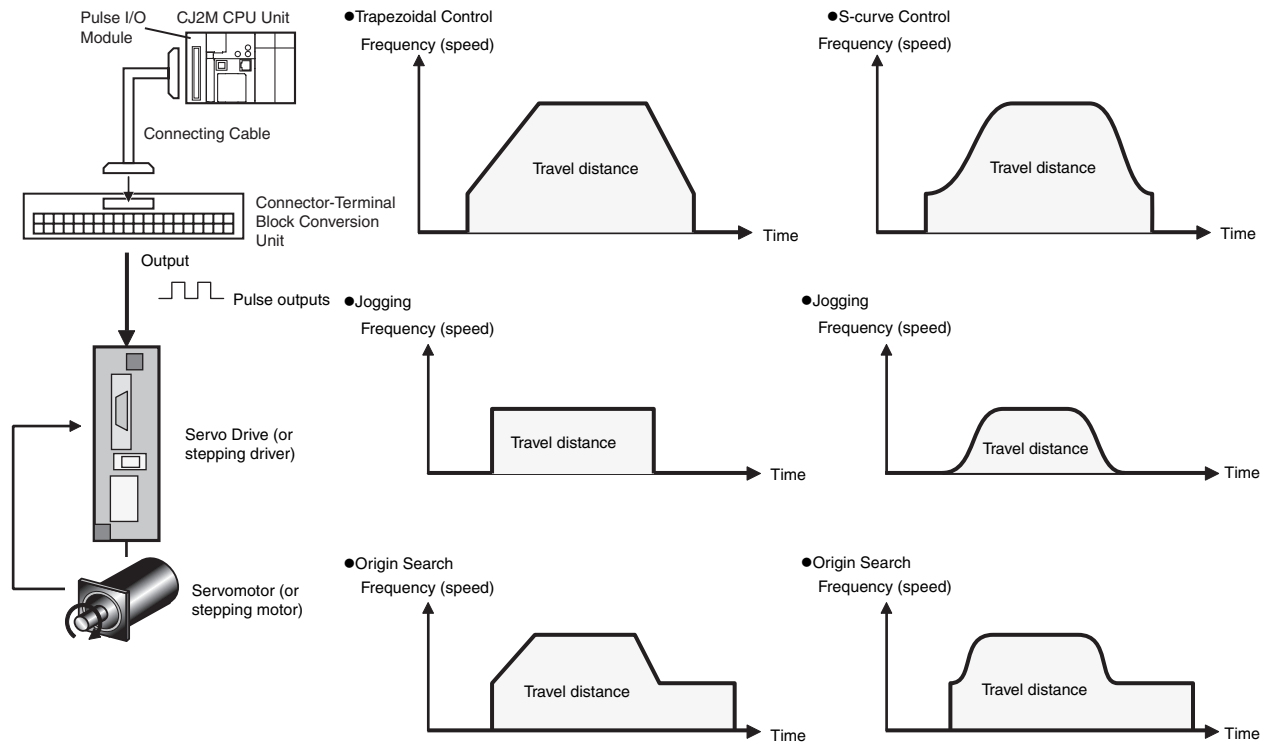 Pulse I/O
Module
CJ2M CPU Unit
Connecting Cable
Connector-Terminal
Block Conversion
Unit
Output
Pulse outputs
Servo Drive (or
stepping driver)
Servomotor (or
stepping motor)
●Trapezoidal Control
Frequency (speed)
Travel distance
Time
●S-curve Control
Frequency (speed)
Travel distance
Time
●Jogging
Frequency (speed)
Travel distance
Time
●Jogging
Frequency (speed)
Travel distance
Time
●Origin Search
Frequency (speed)
Travel distance
Time
●Origin Search
Frequency (speed)
Travel distance
Time